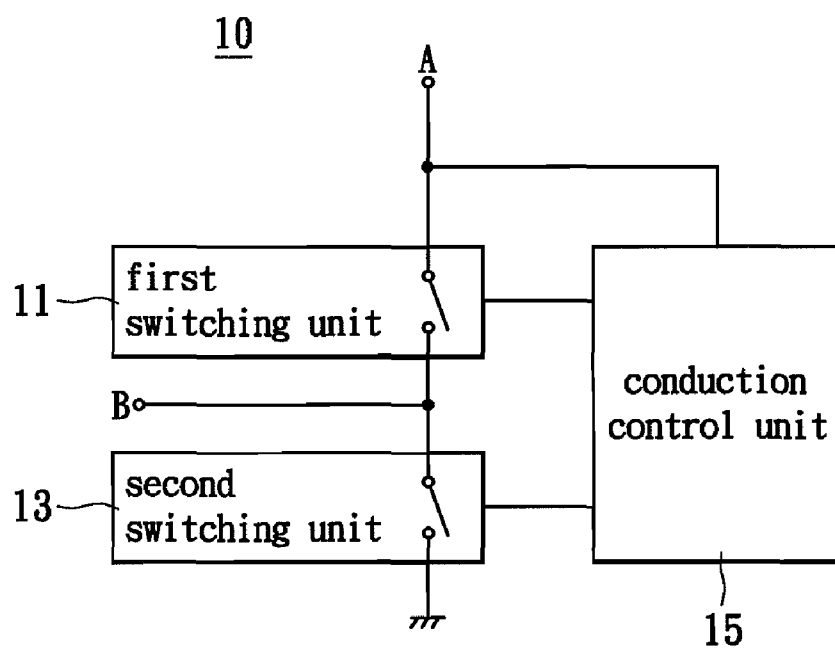 10
A
first
switching unit
11
conduction
control unit
B
second
switching unit
13
15